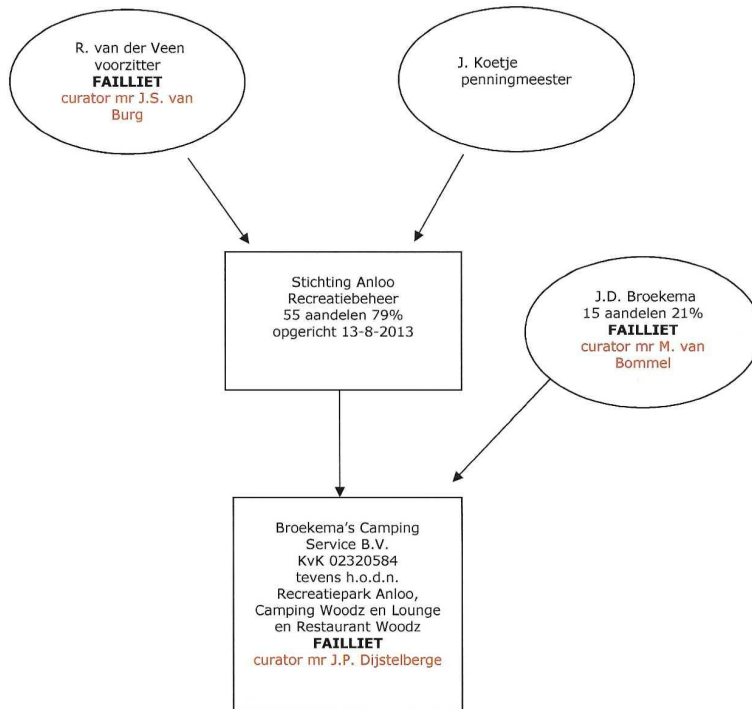 R. van der Veen
voorzitter
FAILLIET
curator mr J.S. van
Burg
J. Koetje
penningmeester
Stichting Anloo
Recreatiebeheer
55 aandelen 79%
opgericht 13-8-2013
J.D. Broekema
15 aandelen 21%
FAILLIET
curator mr M. van
Bommel
Broekema's Camping
Service B.V.
KvK 02320584
tevens h.o.d.n.
Recreatiepark Anloo,
Camping Woodz en Lounge
en Restaurant Woodz
FAILLIET
curator mr J.P. Dijstelberge